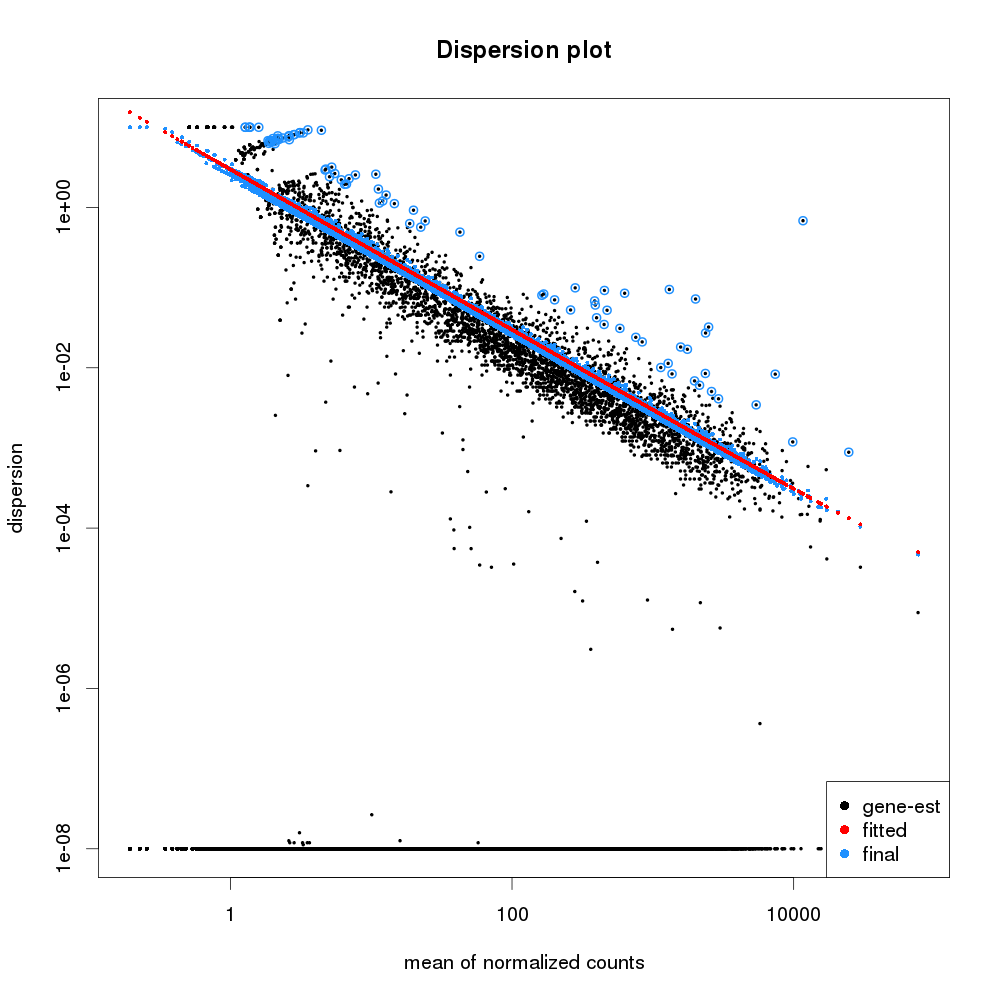 Dispersion plot
dispersion
1e+00
1e-02
1e-04
1e-06
1e-08
1
100
10000
mean of normalized counts
gene-est
fitted
final